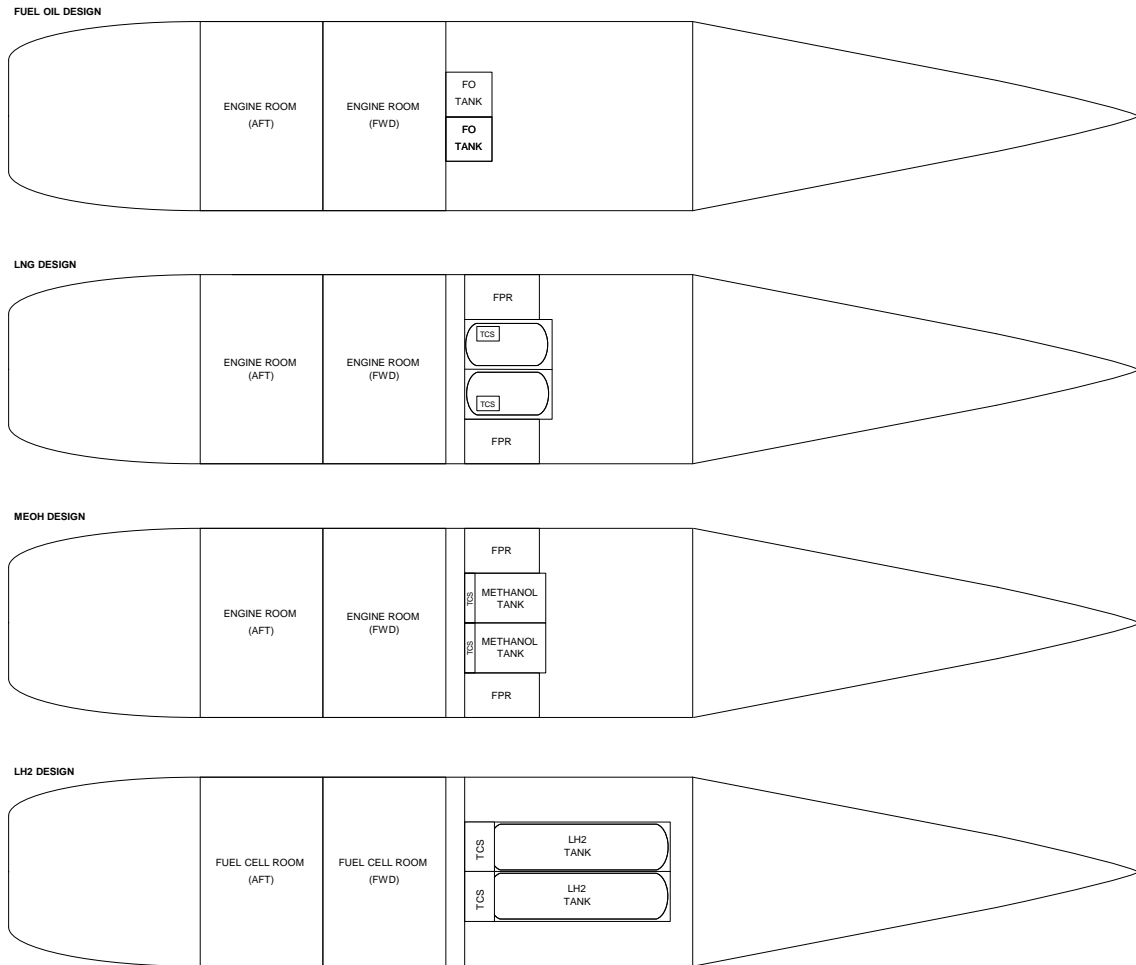 FUEL OIL DESIGN
ENGINE ROOM
(AFT)
ENGINE ROOM
(FWD)
FO
TANK
FO
TANK
LNG DESIGN
ENGINE ROOM
(AFT)
ENGINE ROOM
(FWD)
FPR
TCS
TCS
FPR
MEOH DESIGN
ENGINE ROOM
(AFT)
ENGINE ROOM
(FWD)
FPR
TCS
METHANOL
TANK
TCS
METHANOL
TANK
FPR
LH2 DESIGN
FUEL CELL ROOM
(AFT)
FUEL CELL ROOM
(FWD)
TCS
LH2
TANK
TCS
LH2
TANK